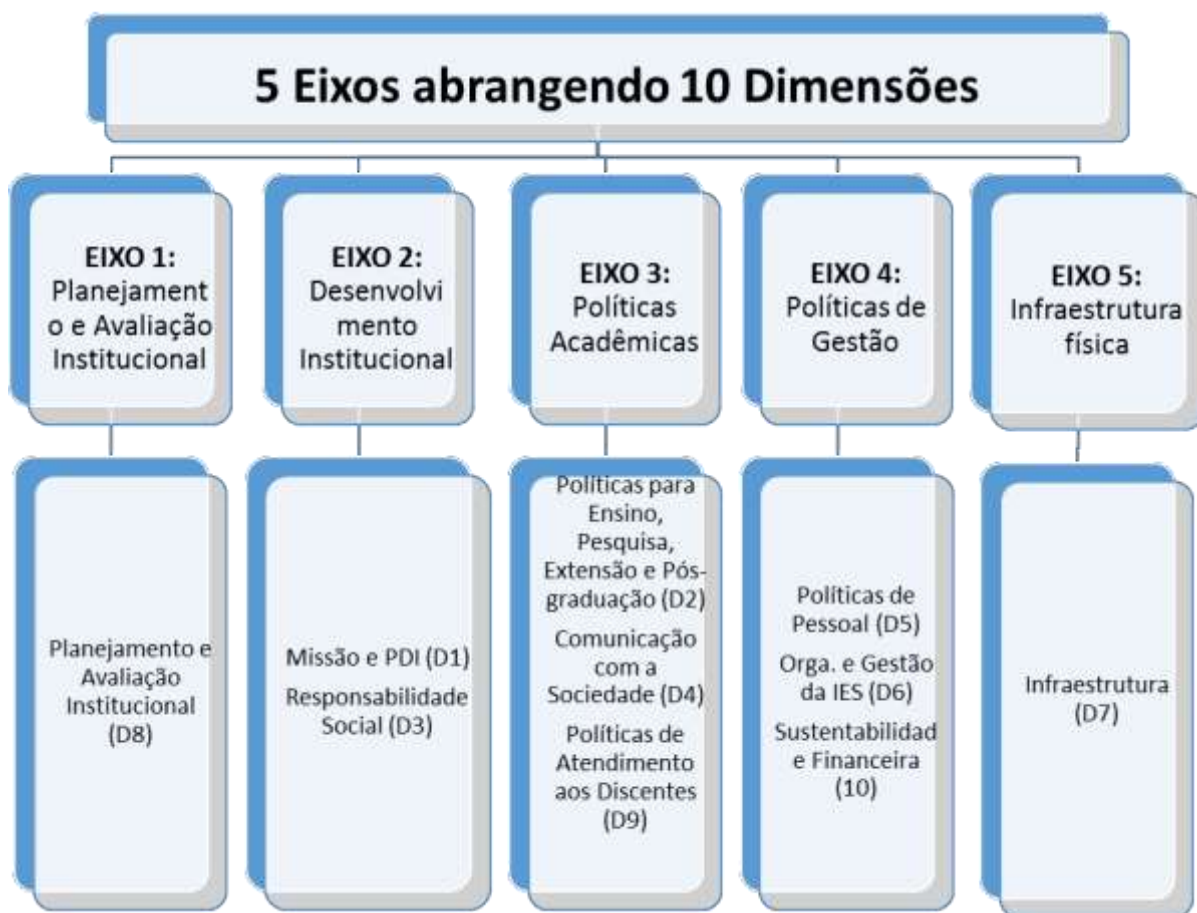 5 Eixos abrangendo 10 Dimensões
EIXO 1:
Planejament
o e Avaliação
Institucional
EIXO 2:
Desenvolvi
mento
Institucional
EIXO 3:
Políticas
Acadêmicas
EIXO 4:
Políticas de
Gestão
EIXO 5:
Infraestrutura
física
Planejamento e
Avaliação
Institucional
(D8)
Missão e PDI (D1)
Responsabilidade
Social (D3)
Políticas para
Ensino,
Pesquisa,
Extensão e Pós-
graduação (D2)
Comunicação
com a
Sociedade (D4)
Políticas de
Atendimento
aos Discentes
(D9)
Políticas de
Pessoal (D5)
Orga. e Gestão
da IES (D6)
Sustentabilidad
e Financeira
(10)
Infraestrutura
(D7)